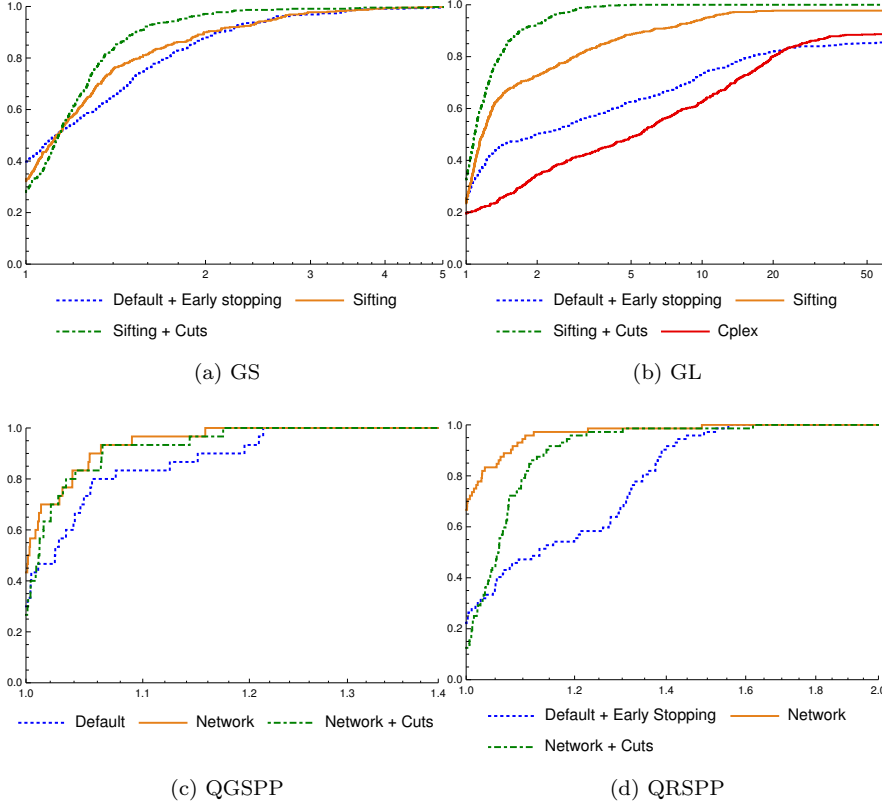 1.0
0.8
0.6
0.4
0.2
0.0
1 2 3 4 5
Default + Early stopping Sifting
Sifting + Cuts
(a) GS
1.0
0.8
0.6
0.4
0.2
0.0
1 2 5 10 20 50
Default + Early stopping Sifting
Sifting + Cuts Cplex
(b) GL
1.0
0.8
0.6
0.4
0.2
0.0
1.0 1.1 1.2 1.3 1.4
Default Network Network + Cuts
(c) QGSPP
1.0
0.8
0.6
0.4
0.2
0.0
1.0 1.2 1.4 1.6 1.8 2.0
Default + Early Stopping Network
Network + Cuts
(d) QRSPP